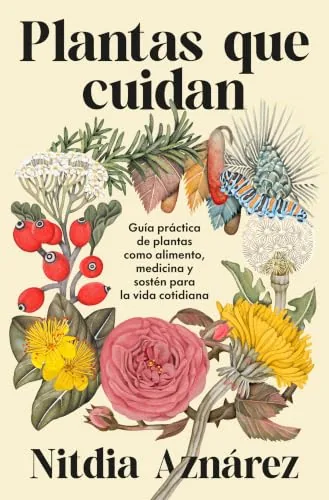 Plantas que
cuidan
Guía práctica
de plantas
como alimento,
medicina y
sostén para
la vida cotidiana
Nitdia Aznárez